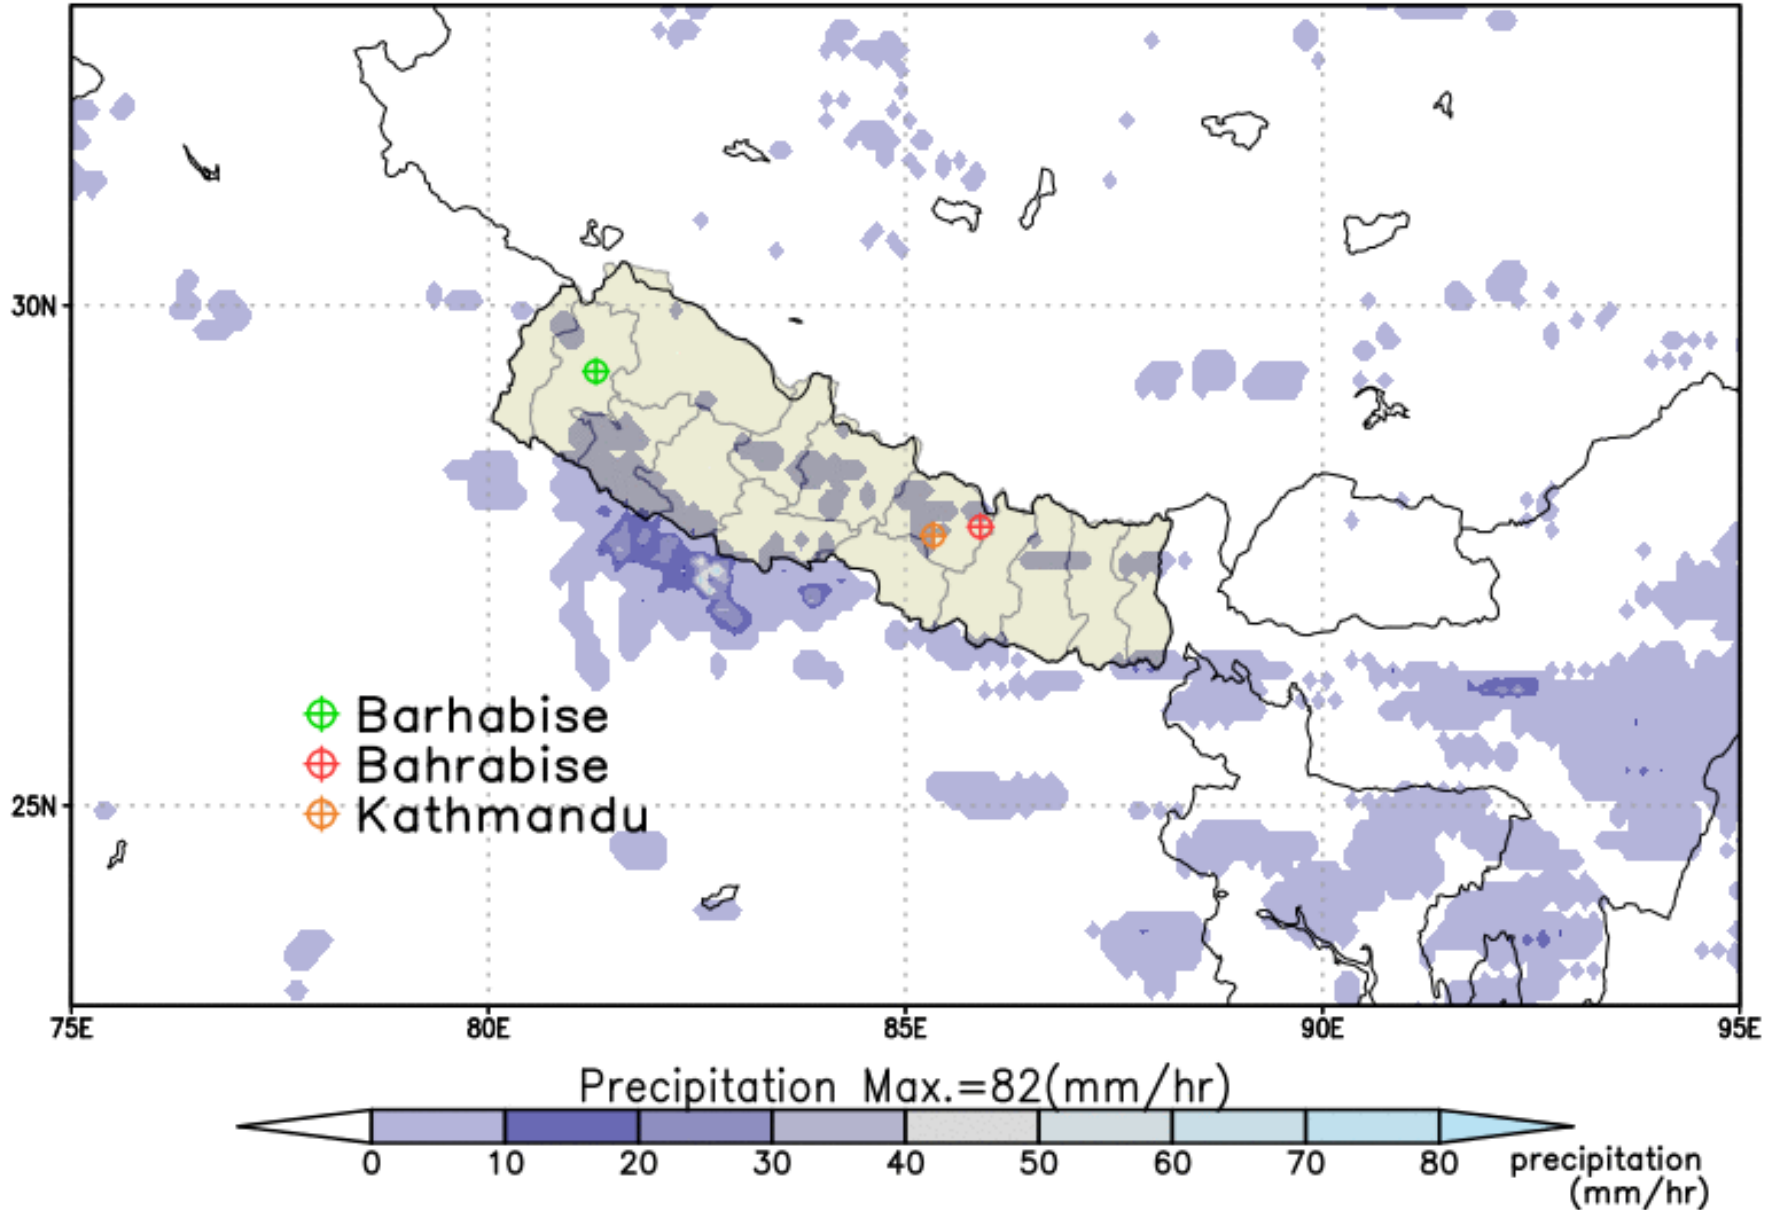 30N
Barhabise
Bahrabise
Kathmandu
25N
75E 80E 85E 90E 95E
Precipitation Max.=82(mm/hr)
0 10 20 30 40 50 60 70 80 precipitation
(mm/hr)